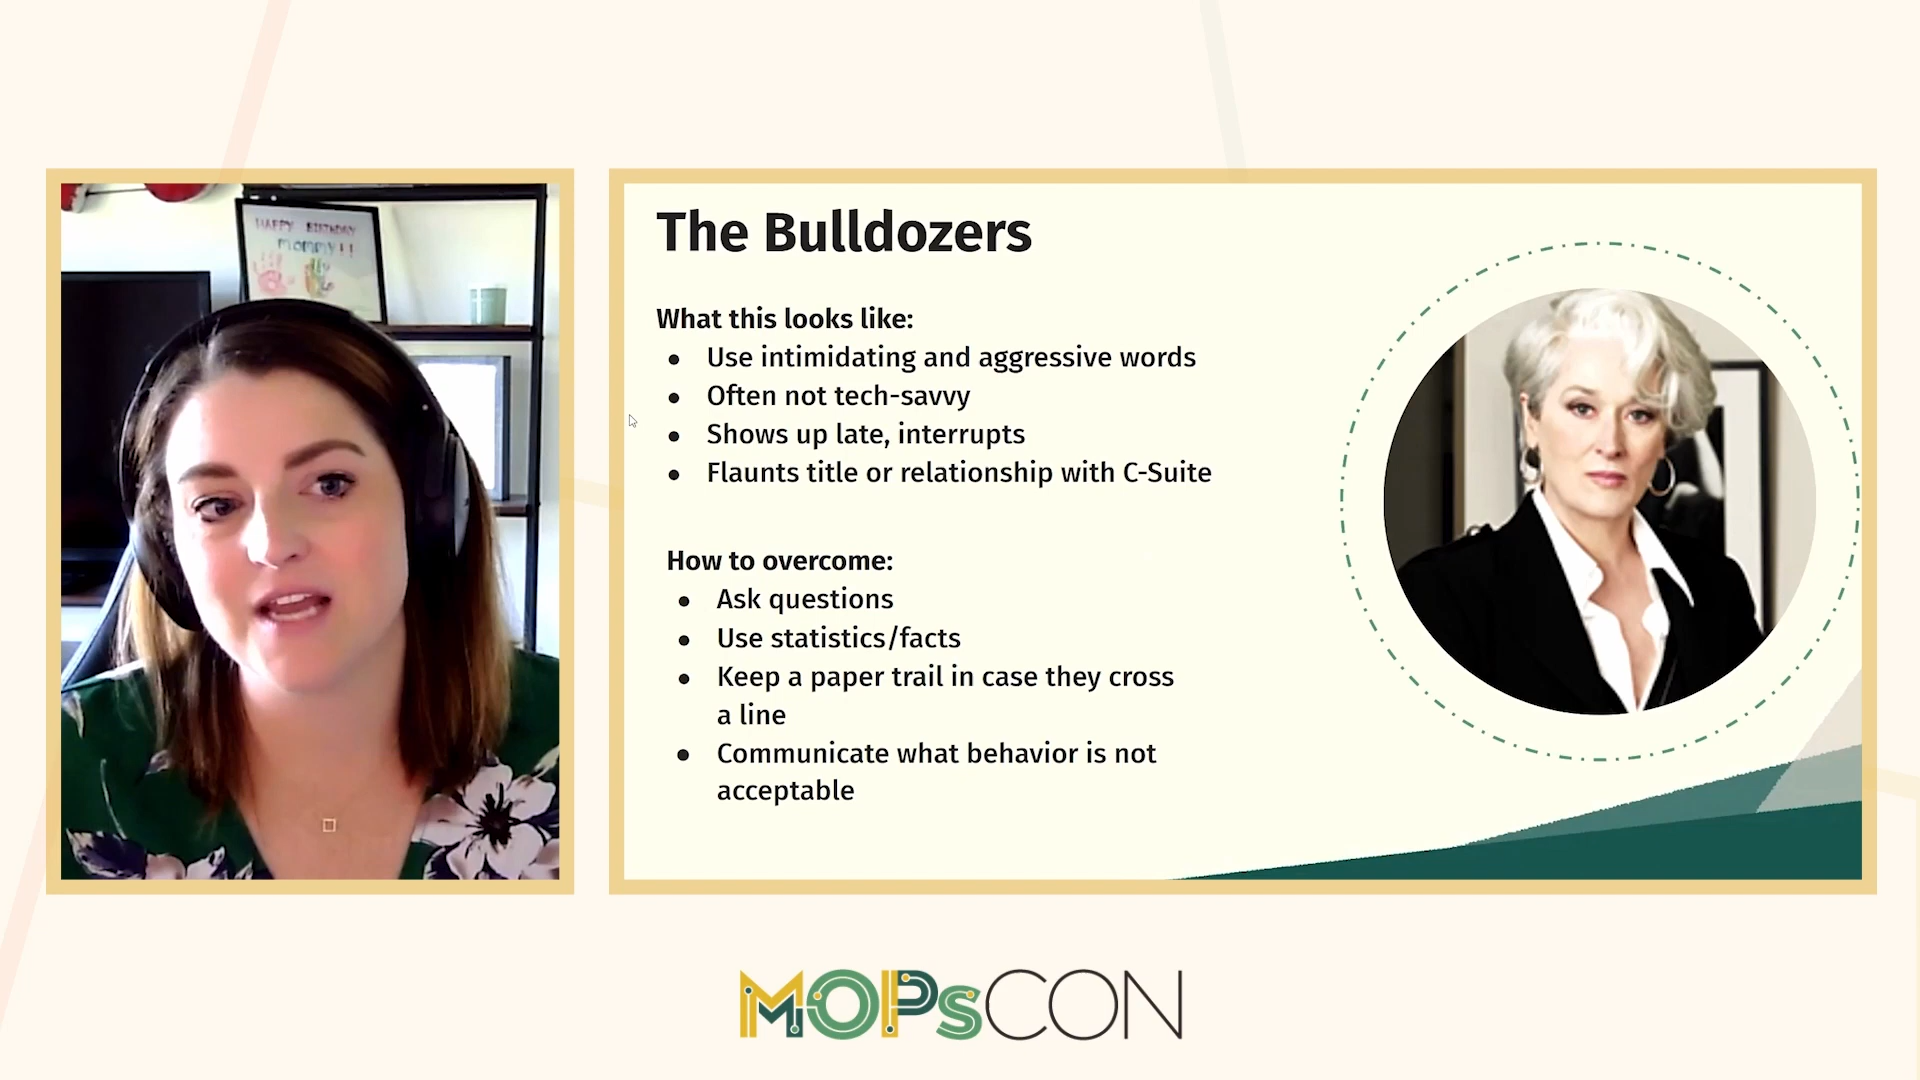 HAPPY BIRTHDAY
MOMMY!!
The Bulldozers
What this looks like:
● Use intimidating and aggressive words
● Often not tech-savvy
● Shows up late, interrupts
● Flaunts title or relationship with C-Suite
How to overcome:
● Ask questions
● Use statistics/facts
● Keep a paper trail in case they cross
a line
● Communicate what behavior is not
acceptable
MOPsCON